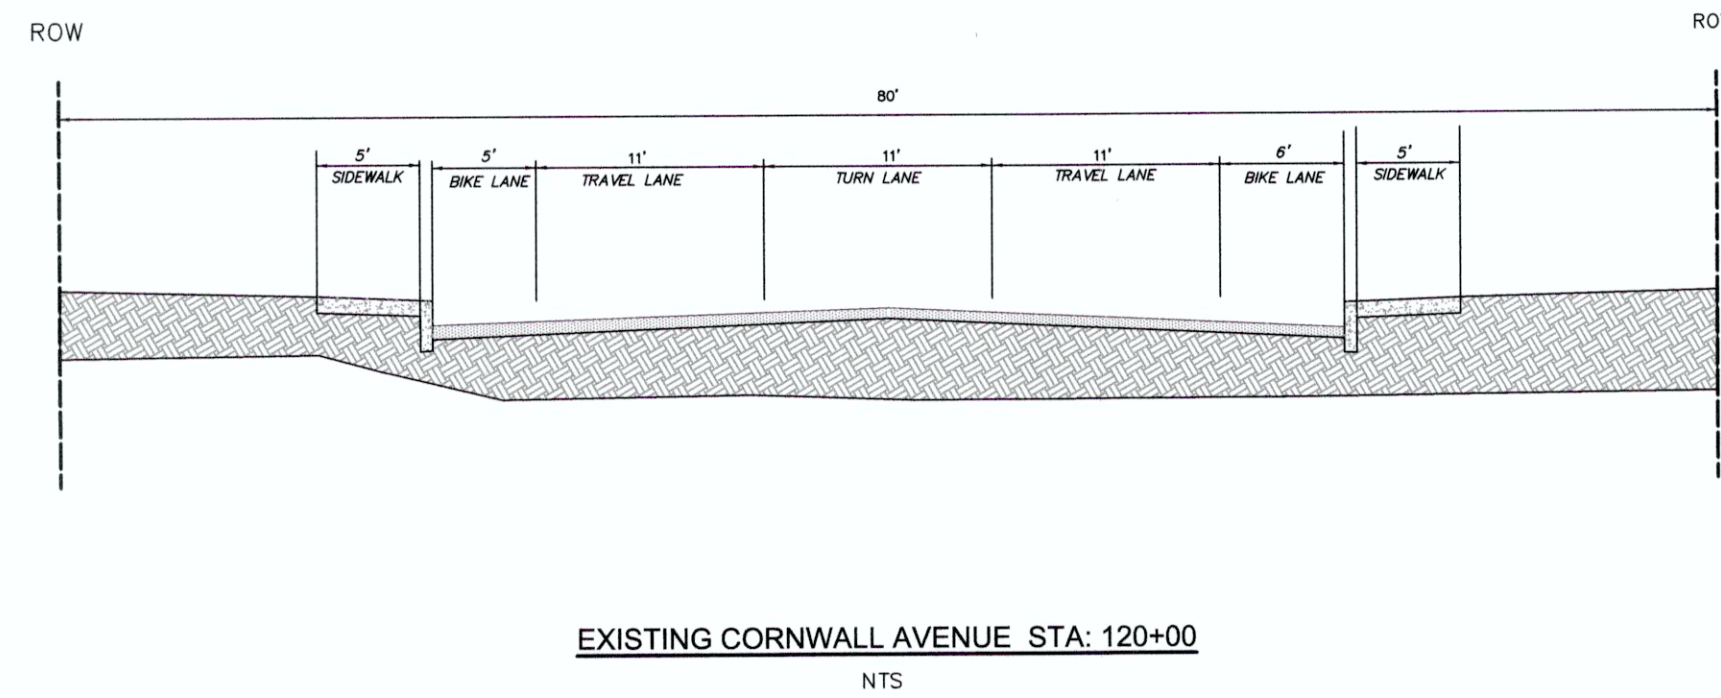 ROW
RO
80'
5' 5' 11' 11' 11' 6' 5'
SIDEWALK BIKE LANE TRAVEL LANE TURN LANE TRAVEL LANE BIKE LANE SIDEWALK
EXISTING CORNWALL AVENUE STA: 120+00
NTS